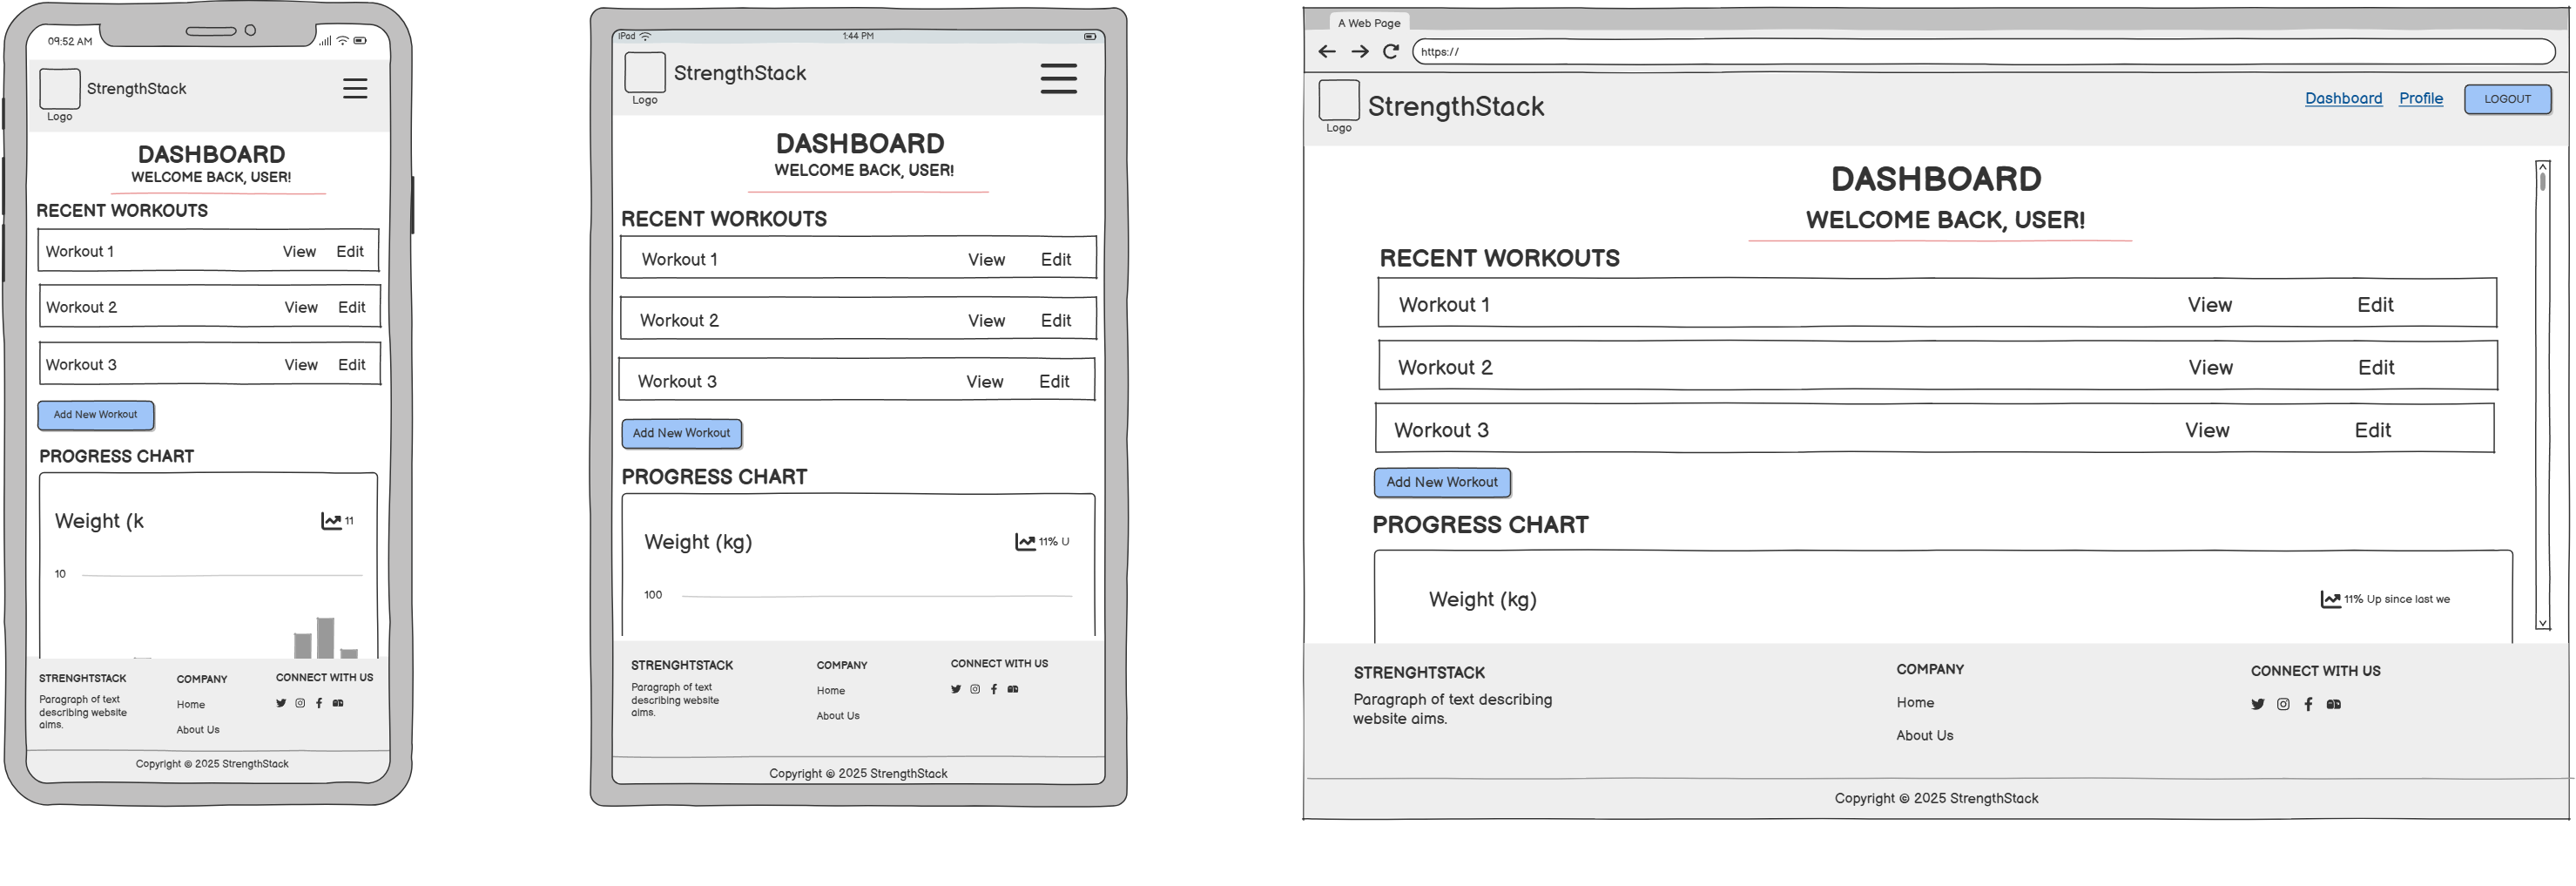 09:52 AM
StrengthStack
Logo
DASHBOARD
WELCOME BACK, USER!
RECENT WORKOUTS
Workout 1 View Edit
Workout 2 View Edit
Workout 3 View Edit
Add New Workout
PROGRESS CHART
Weight (k 11
10
STRENGHTSTACK
Paragraph of text
describing website
aims.
COMPANY
Home
About Us
CONNECT WITH US
Copyright © 2025 StrengthStack
iPad 1:44 PM
StrengthStack
Logo
DASHBOARD
WELCOME BACK, USER!
RECENT WORKOUTS
Workout 1 View Edit
Workout 2 View Edit
Workout 3 View Edit
Add New Workout
PROGRESS CHART
Weight (kg) 11% U
100
STRENGHTSTACK
Paragraph of text
describing website
aims.
COMPANY
Home
About Us
CONNECT WITH US
Copyright © 2025 StrengthStack
A Web Page
https://
StrengthStack
Logo
Dashboard Profile LOGOUT
DASHBOARD
WELCOME BACK, USER!
RECENT WORKOUTS
Workout 1 View Edit
Workout 2 View Edit
Workout 3 View Edit
Add New Workout
PROGRESS CHART
Weight (kg) 11% Up since last we
STRENGHTSTACK
Paragraph of text describing
website aims.
COMPANY
Home
About Us
CONNECT WITH US
Copyright © 2025 StrengthStack